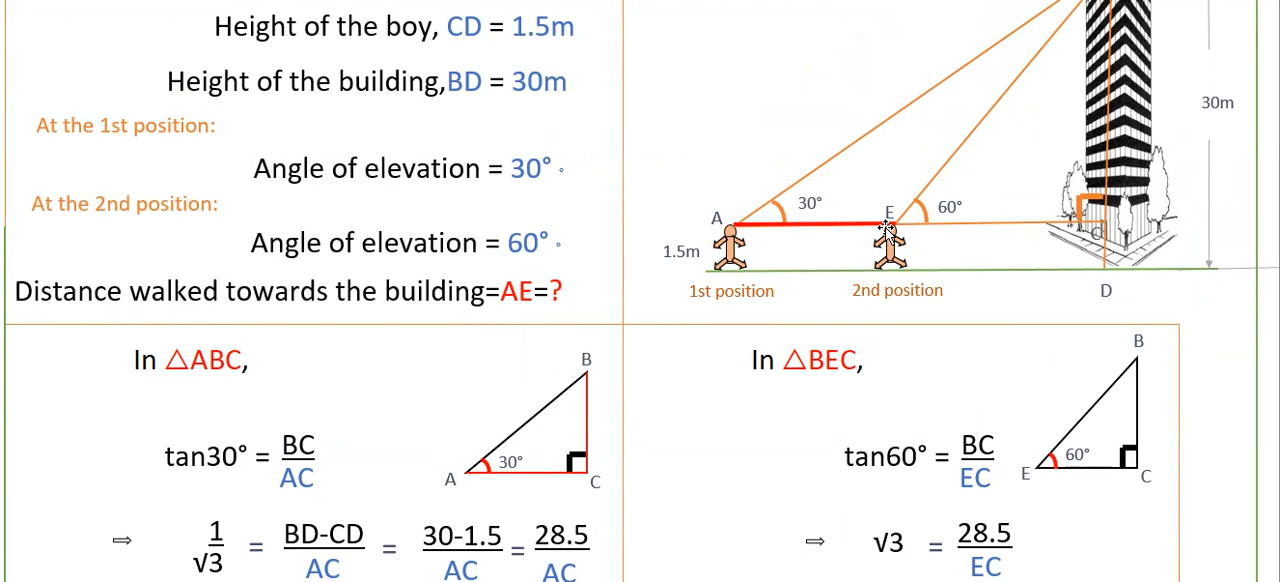 Height of the boy, CD = 1.5m
Height of the building,BD = 30m
At the 1st position:
Angle of elevation = 30°
At the 2nd position:
Angle of elevation = 60°
Distance walked towards the building=AE=?
30m
A
30°
E
60°
C
1.5m
1st position
2nd position
D
In △ABC,
B
30°
A
C
tan30° = BC/AC
⇒ 1/√3 = BD-CD/AC = 30-1.5/AC = 28.5/AC
In △BEC,
B
60°
E
C
tan60° = BC/EC
⇒ √3 = 28.5/EC